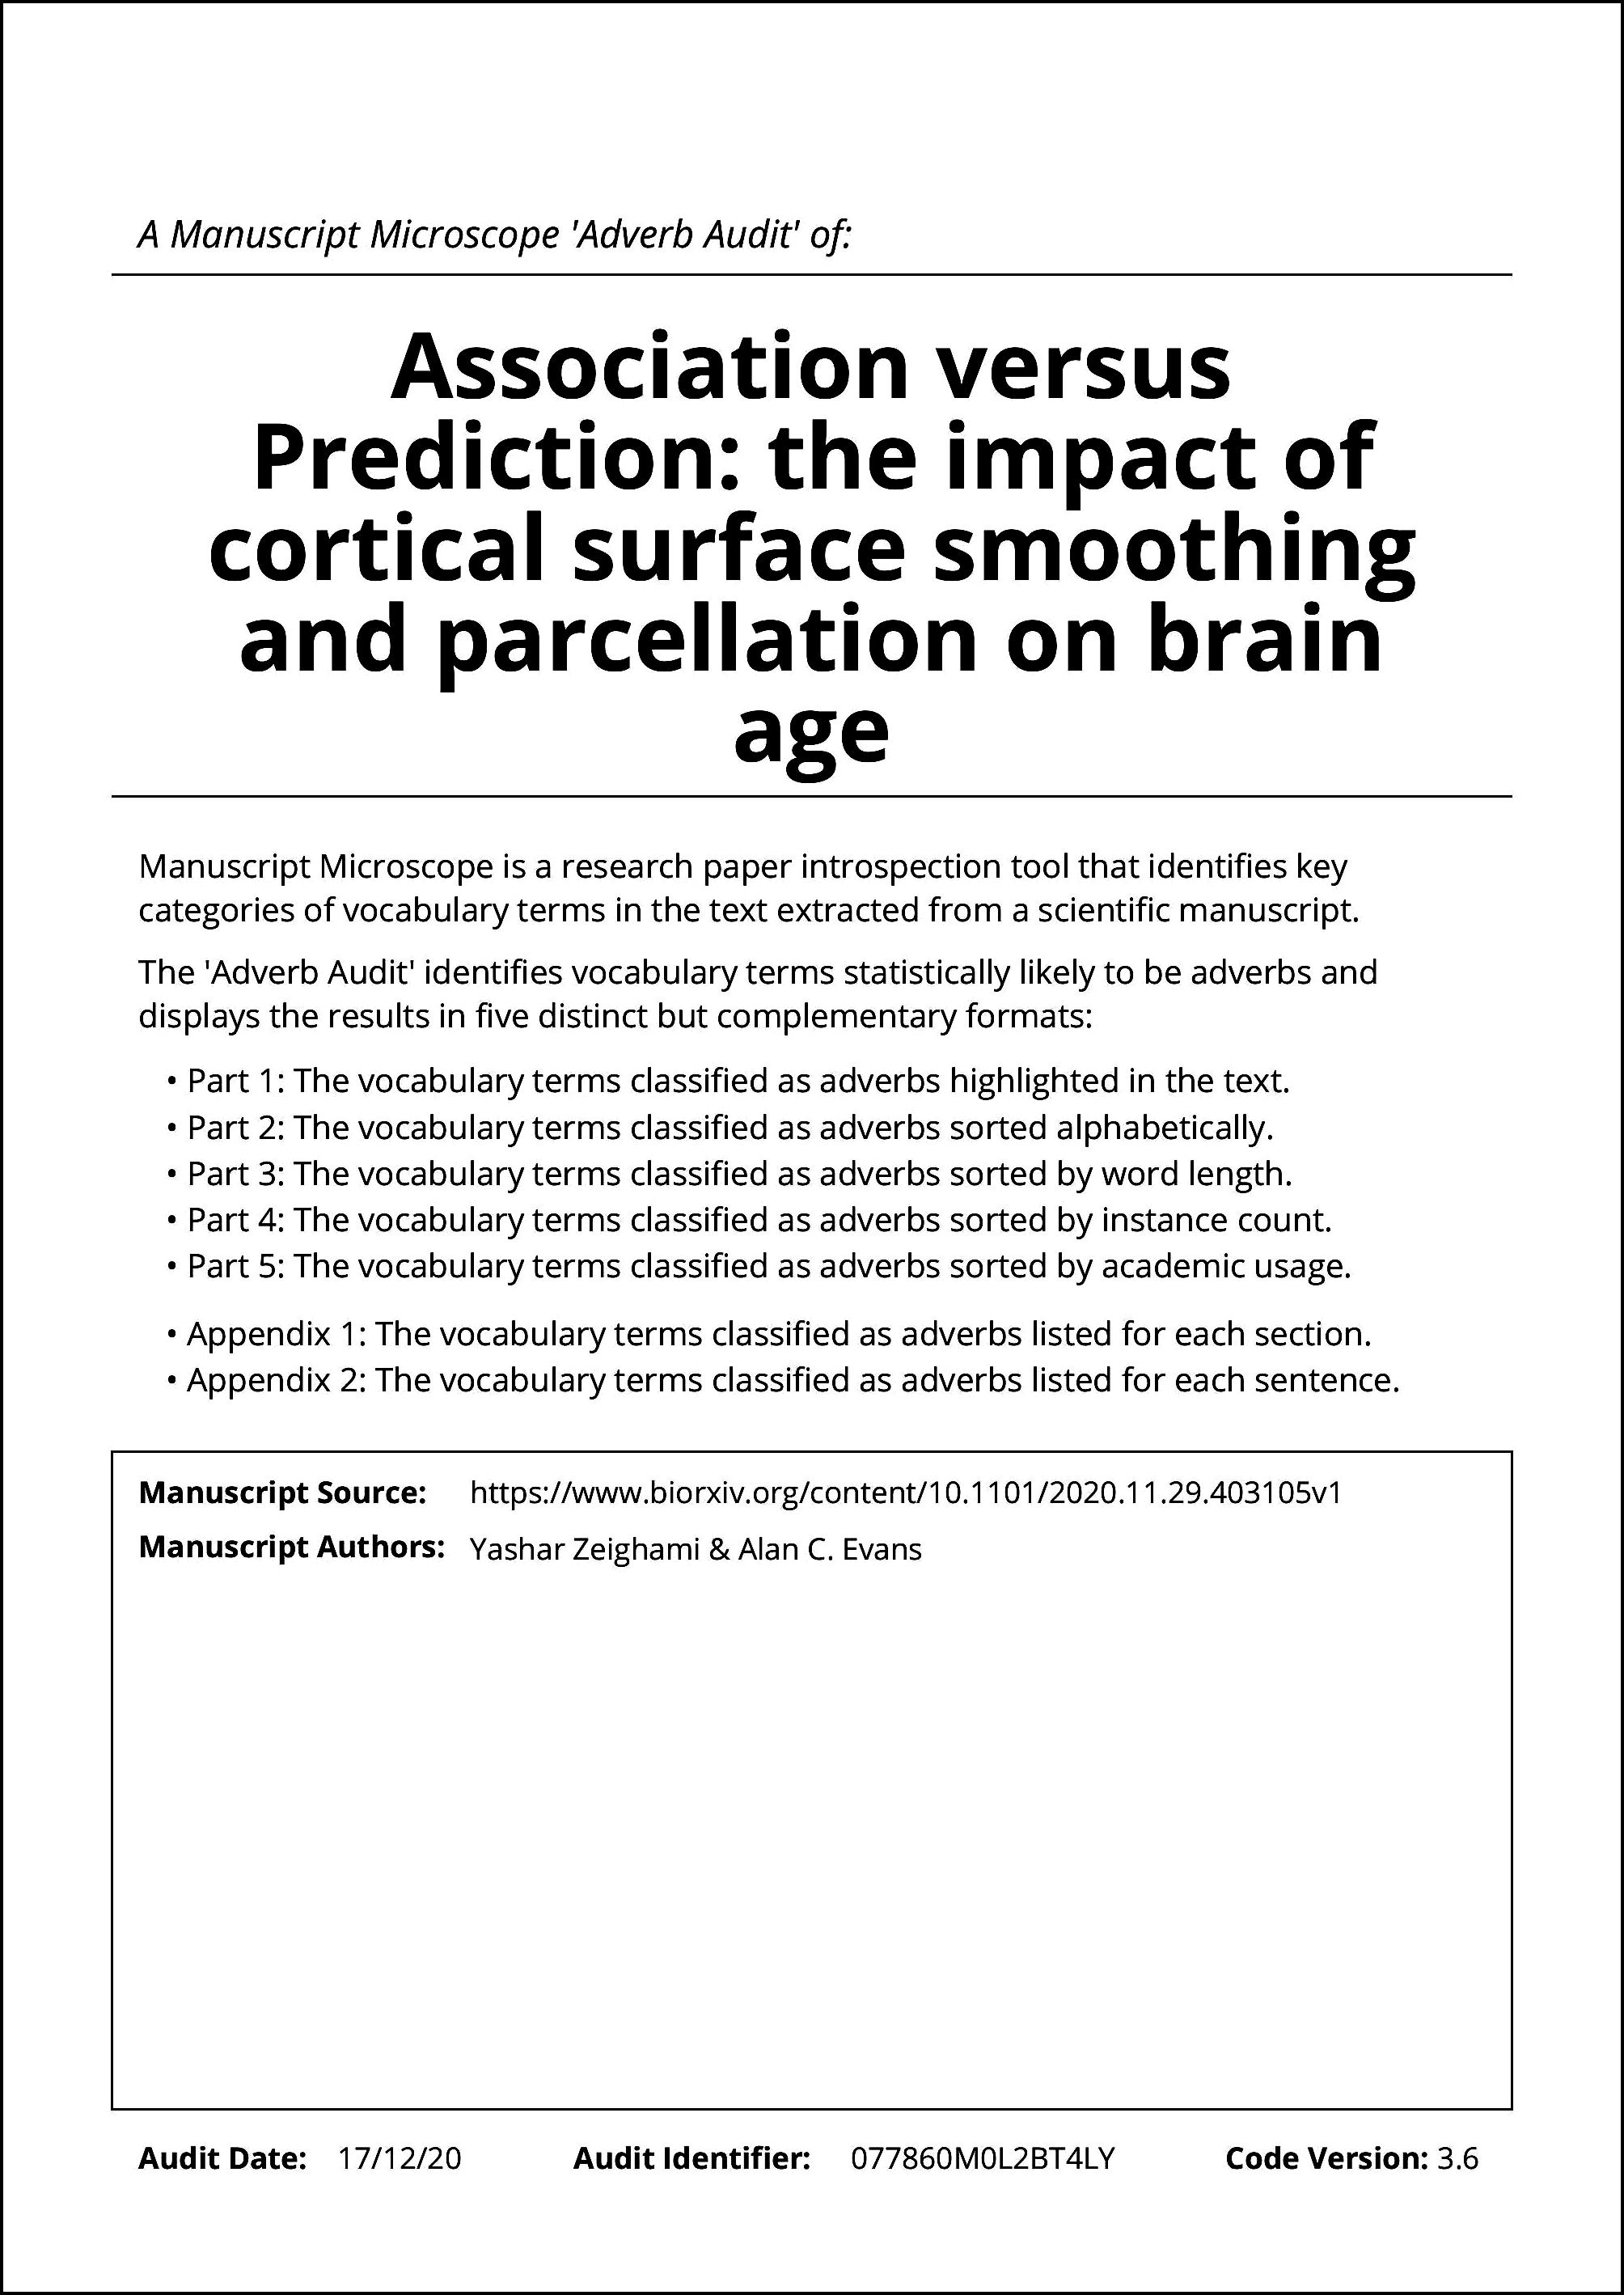 A Manuscript Microscope 'Adverb Audit' of:
Association versus
Prediction: the impact of
cortical surface smoothing
and parcellation on brain
age
Manuscript Microscope is a research paper introspection tool that identifies key
categories of vocabulary terms in the text extracted from a scientific manuscript.
The 'Adverb Audit' identifies vocabulary terms statistically likely to be adverbs and
displays the results in five distinct but complementary formats:
• Part 1: The vocabulary terms classified as adverbs highlighted in the text.
• Part 2: The vocabulary terms classified as adverbs sorted alphabetically.
• Part 3: The vocabulary terms classified as adverbs sorted by word length.
• Part 4: The vocabulary terms classified as adverbs sorted by instance count.
• Part 5: The vocabulary terms classified as adverbs sorted by academic usage.
• Appendix 1: The vocabulary terms classified as adverbs listed for each section.
• Appendix 2: The vocabulary terms classified as adverbs listed for each sentence.
Manuscript Source: https://www.biorxiv.org/content/10.1101/2020.11.29.403105v1
Manuscript Authors: Yashar Zeighami & Alan C. Evans
Audit Date: 17/12/20 Audit Identifier: 077860M0L2BT4LY Code Version: 3.6